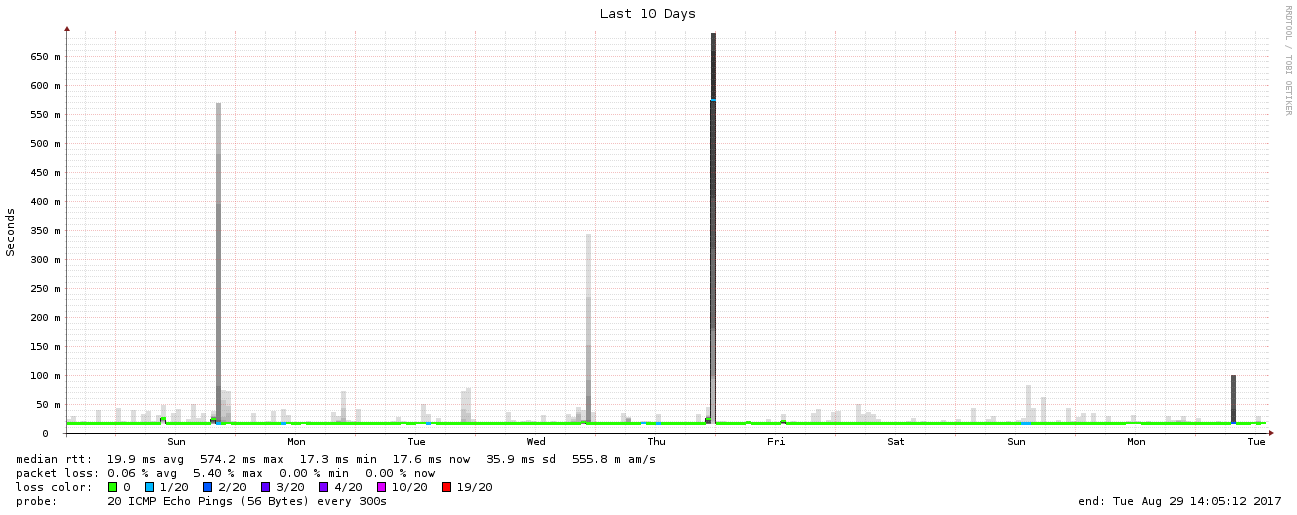 Last 10 Days
RRDTOOL / TOBI OETIKER
Seconds
650 m
600 m
550 m
500 m
450 m
400 m
350 m
300 m
250 m
200 m
150 m
100 m
50 m
0
Sun Mon Tue Wed Thu Fri Sat Sun Mon Tue
median rtt: 19.9 ms avg 574.2 ms max 17.3 ms min 17.6 ms now 35.9 ms sd 555.8 m am/s
packet loss: 0.06 % avg 5.40 % max 0.00 % min 0.00 % now
loss color: 0 1/20 2/20 3/20 4/20 10/20 19/20
probe: 20 ICMP Echo Pings (56 Bytes) every 300s end: Tue Aug 29 14:05:12 2017